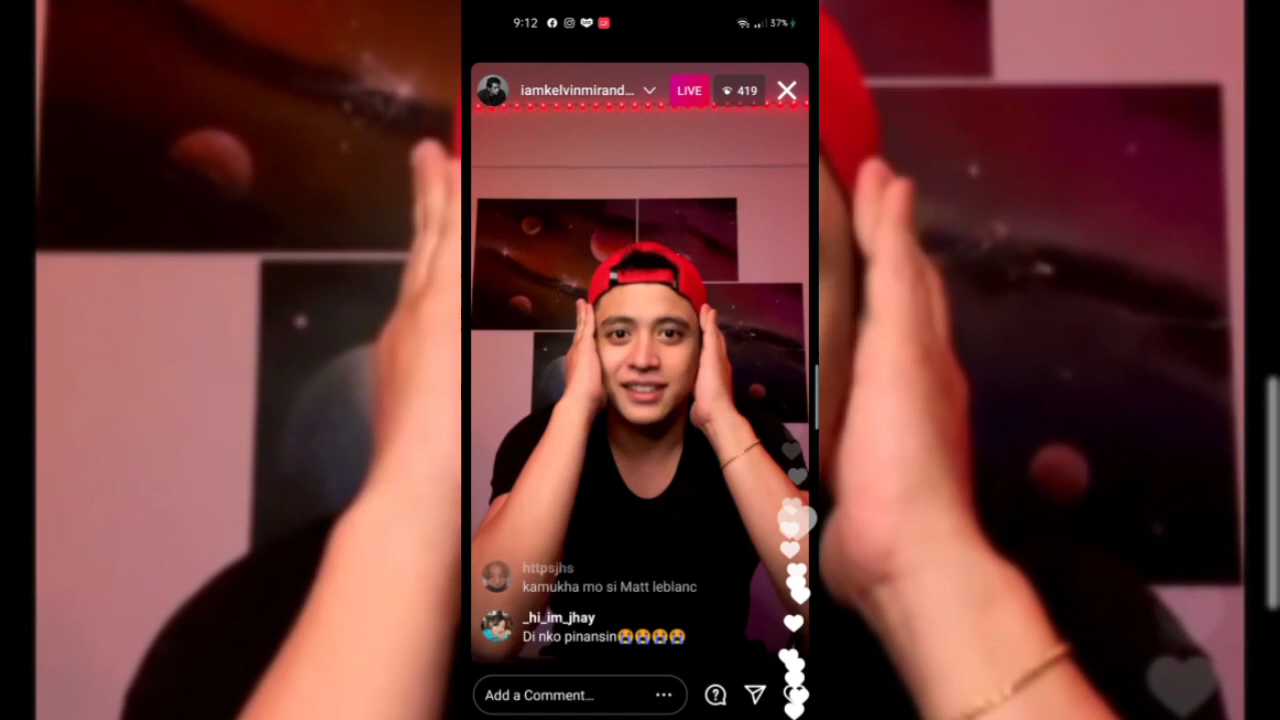 9:12
37%
iamkelvinmirand...
LIVE
419
httpsjhs
kamukha mo si Matt leblanc
_hi_im_jhay
Di nko pinansin😭😭😭😭
Add a Comment...